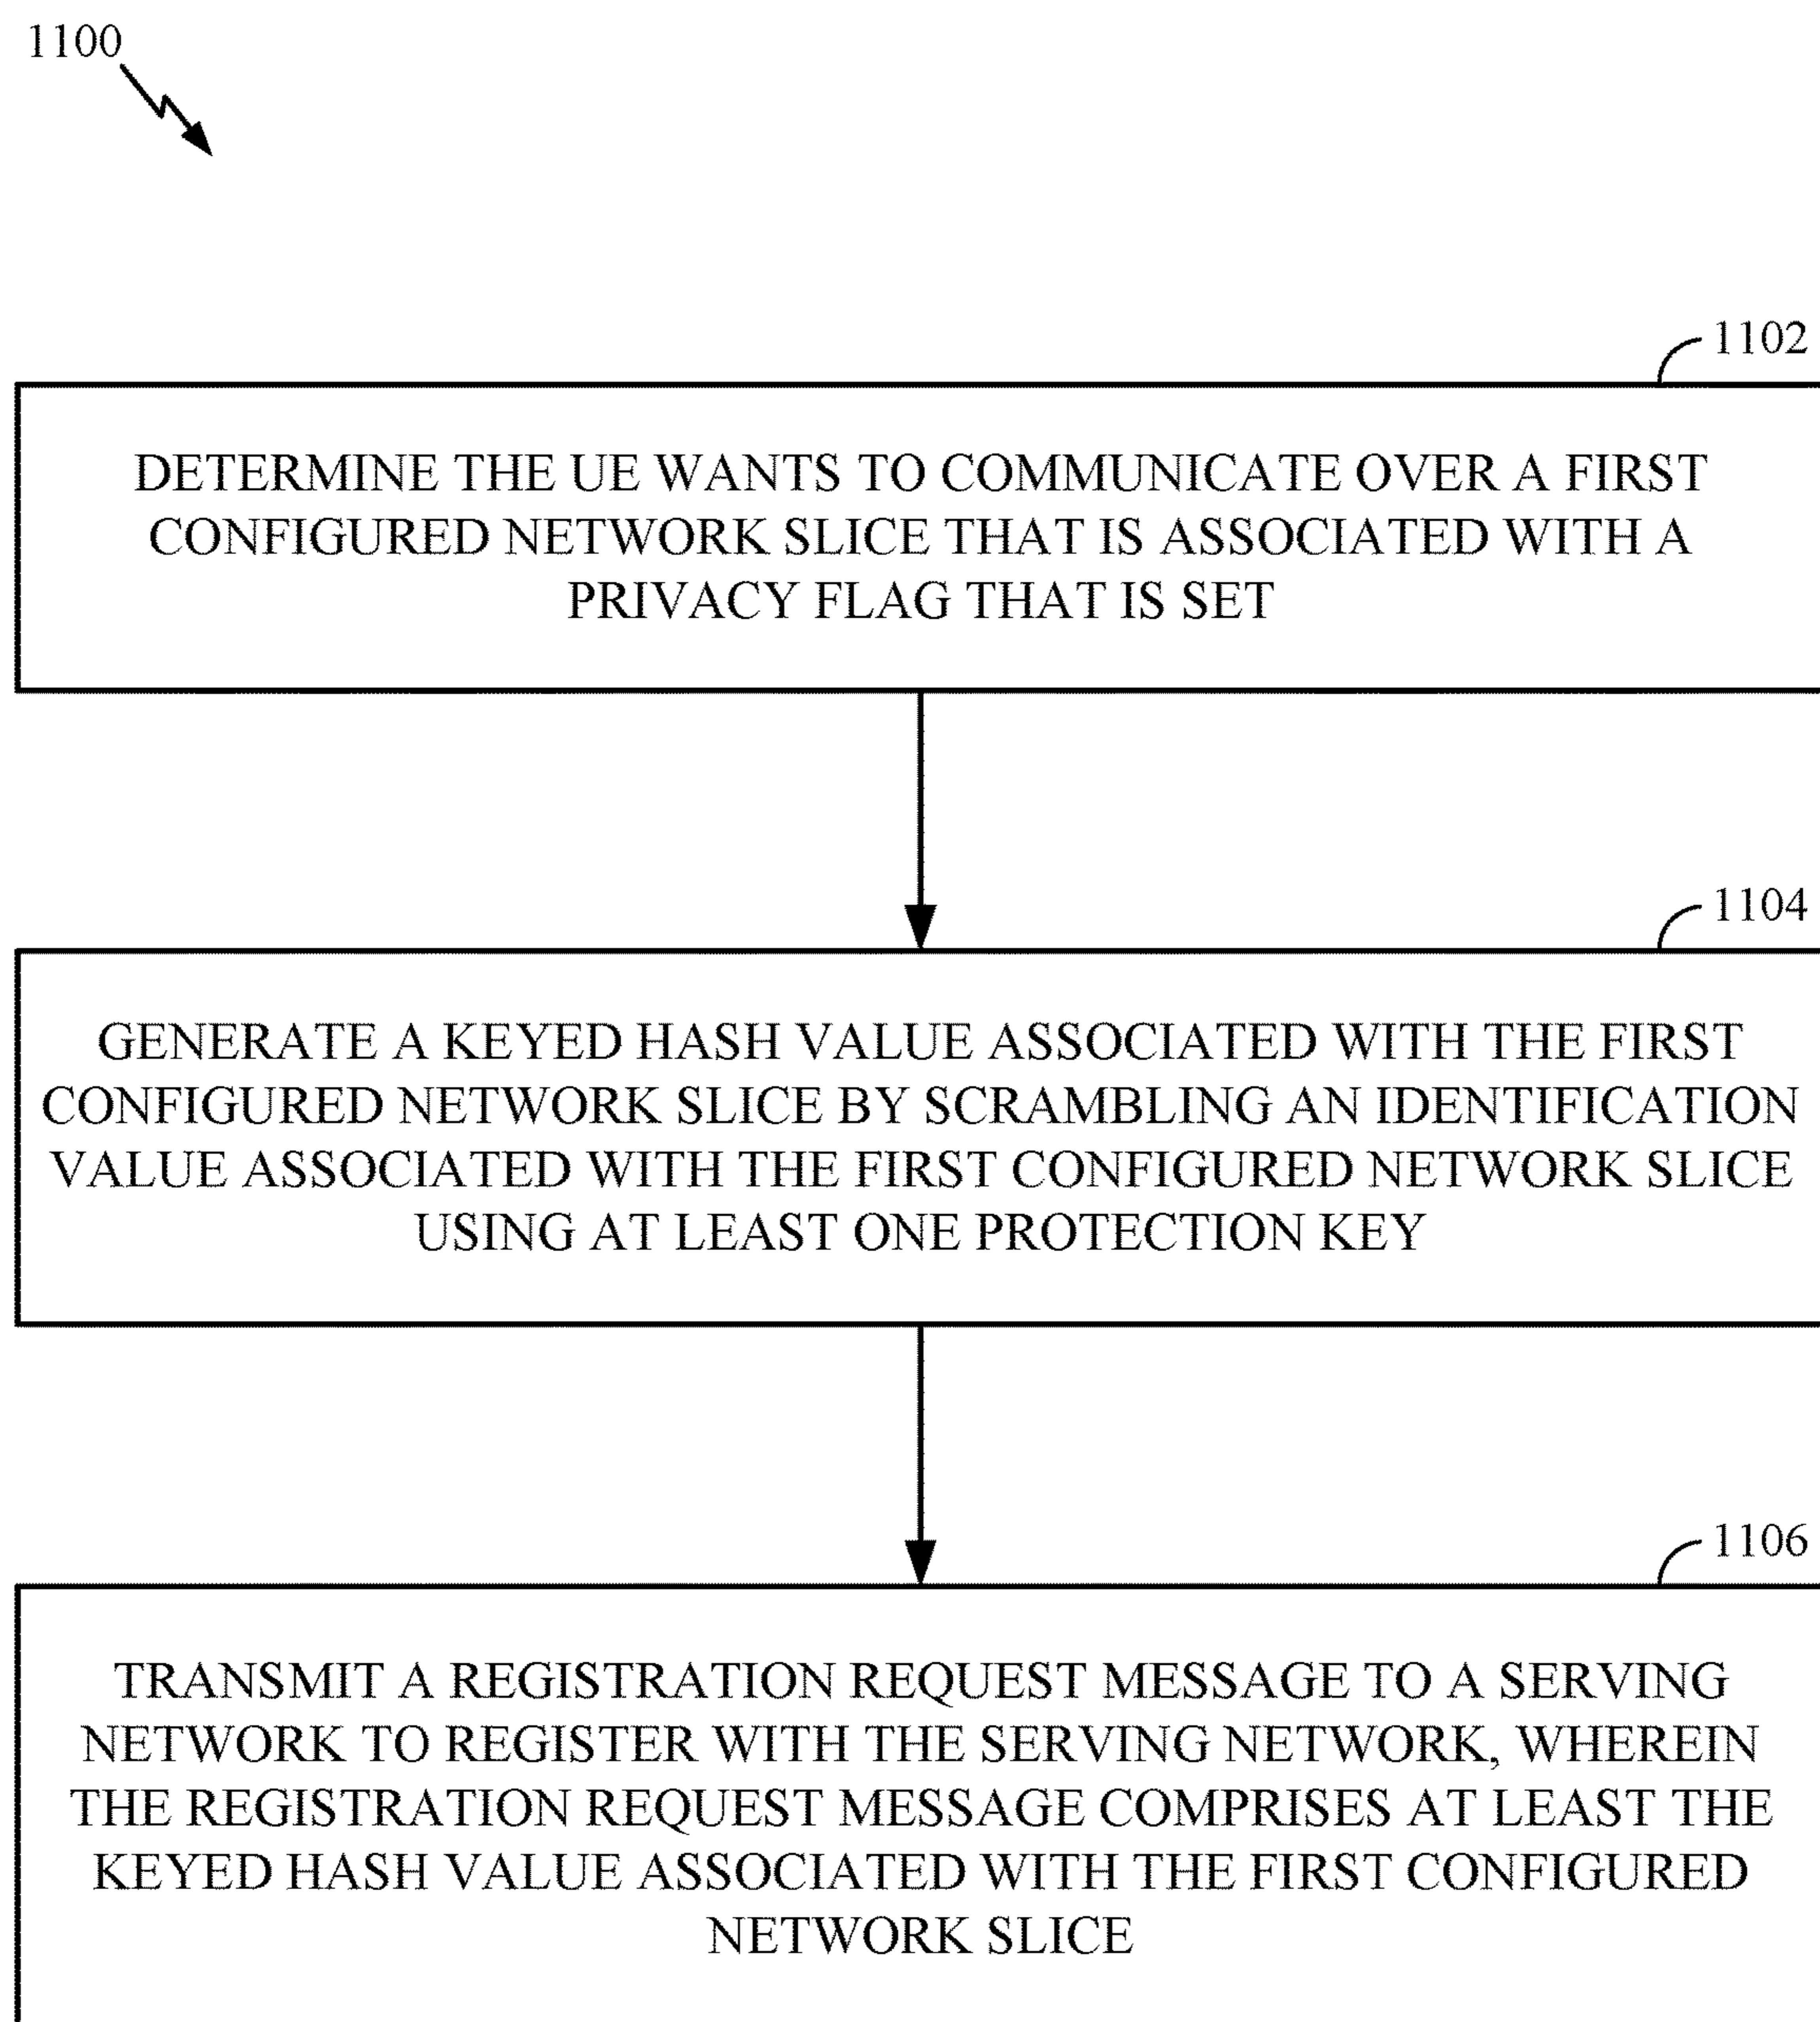 1100
1102
DETERMINE THE UE WANTS TO COMMUNICATE OVER A FIRST
CONFIGURED NETWORK SLICE THAT IS ASSOCIATED WITH A
PRIVACY FLAG THAT IS SET
1104
GENERATE A KEYED HASH VALUE ASSOCIATED WITH THE FIRST
CONFIGURED NETWORK SLICE BY SCRAMBLING AN IDENTIFICATION
VALUE ASSOCIATED WITH THE FIRST CONFIGURED NETWORK SLICE
USING AT LEAST ONE PROTECTION KEY
1106
TRANSMIT A REGISTRATION REQUEST MESSAGE TO A SERVING
NETWORK TO REGISTER WITH THE SERVING NETWORK, WHEREIN
THE REGISTRATION REQUEST MESSAGE COMPRISES AT LEAST THE
KEYED HASH VALUE ASSOCIATED WITH THE FIRST CONFIGURED
NETWORK SLICE